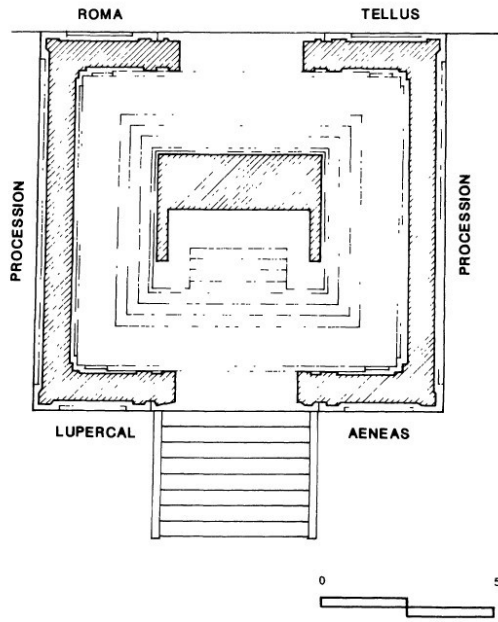 ROMA
TELLUS
PROCESSION
PROCESSION
LUPERCAL
AENEAS
0
5